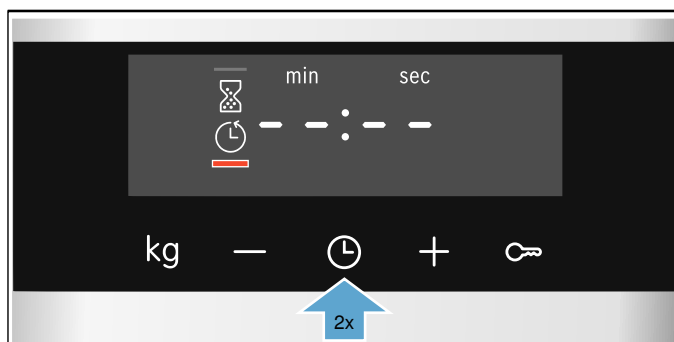 min sec
– – : – –
kg
2x